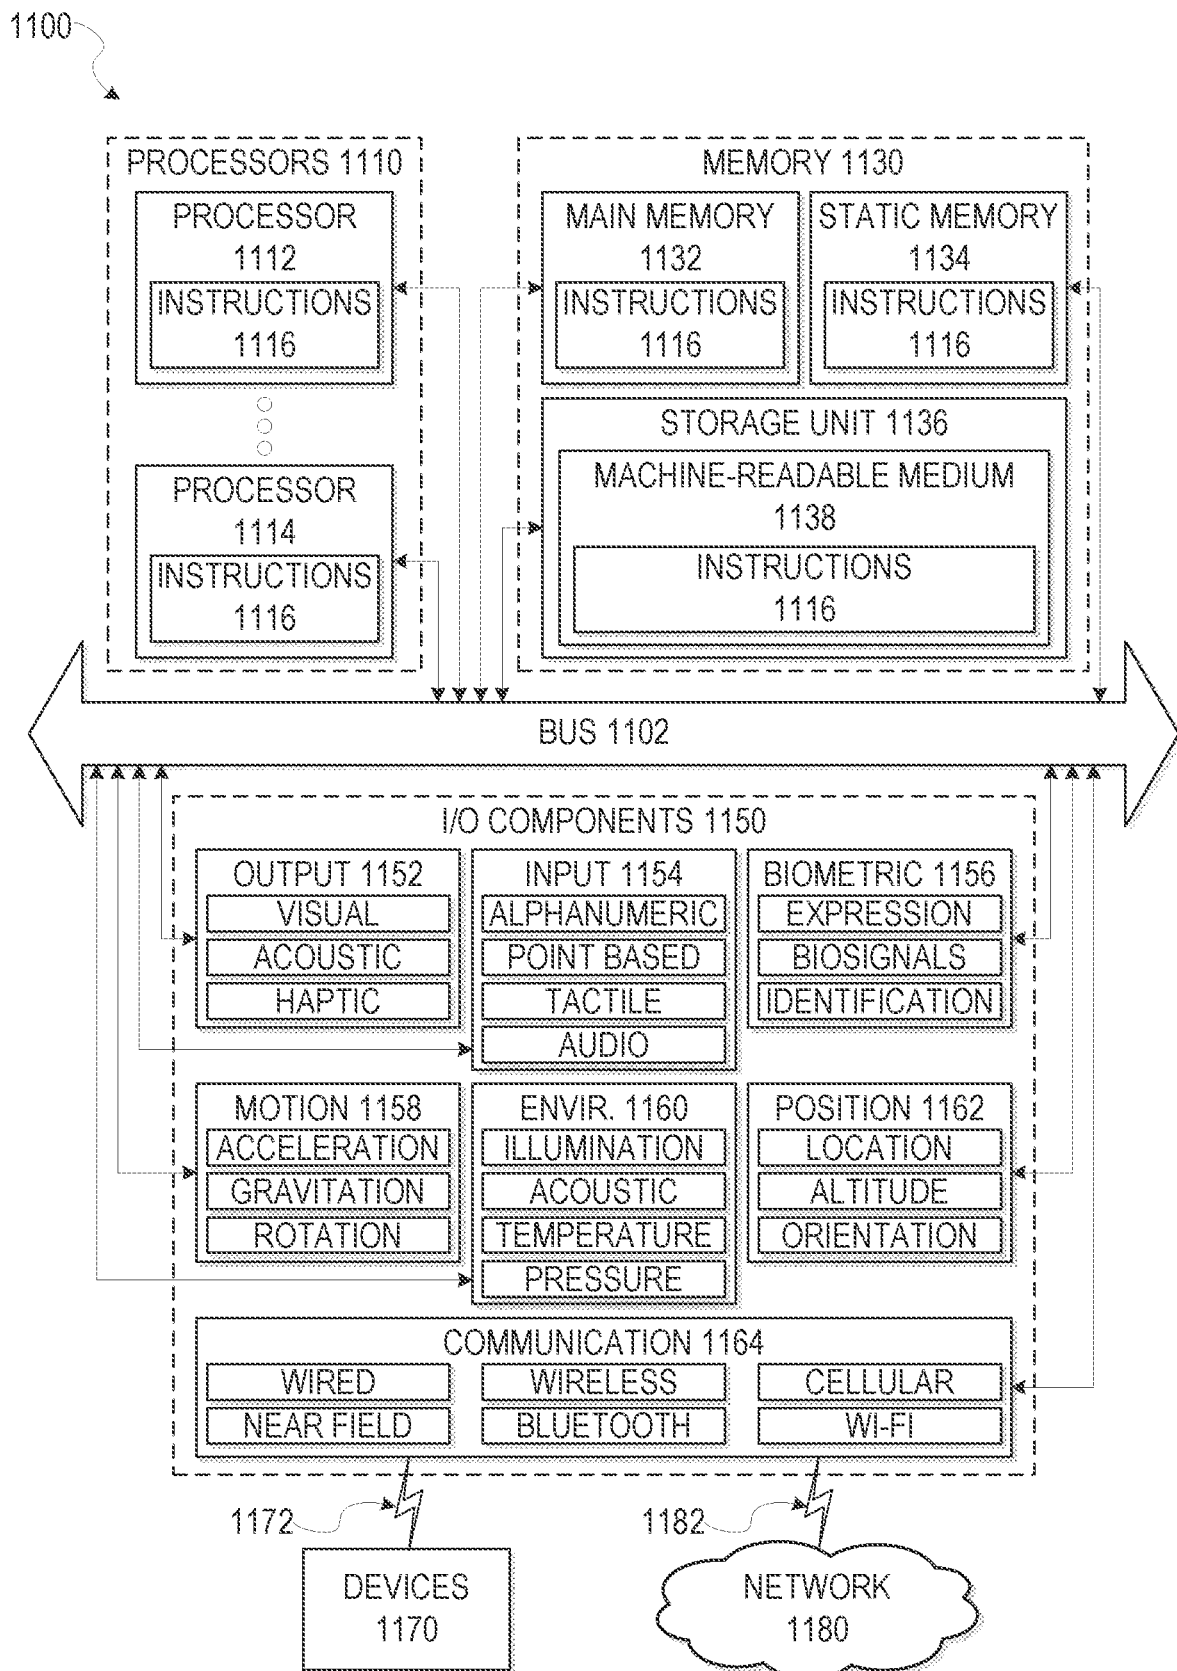 1100
PROCESSORS 1110
PROCESSOR
1112
INSTRUCTIONS
1116
PROCESSOR
1114
INSTRUCTIONS
1116
MEMORY 1130
MAIN MEMORY
1132
INSTRUCTIONS
1116
STATIC MEMORY
1134
INSTRUCTIONS
1116
STORAGE UNIT 1136
MACHINE-READABLE MEDIUM
1138
INSTRUCTIONS
1116
BUS 1102
I/O COMPONENTS 1150
OUTPUT 1152
VISUAL
ACOUSTIC
HAPTIC
INPUT 1154
ALPHANUMERIC
POINT BASED
TACTILE
AUDIO
BIOMETRIC 1156
EXPRESSION
BIOSIGNALS
IDENTIFICATION
MOTION 1158
ACCELERATION
GRAVITATION
ROTATION
ENVIR. 1160
ILLUMINATION
ACOUSTIC
TEMPERATURE
PRESSURE
POSITION 1162
LOCATION
ALTITUDE
ORIENTATION
COMMUNICATION 1164
WIRED
WIRELESS
CELLULAR
NEAR FIELD
BLUETOOTH
WI-FI
1172
1182
DEVICES
1170
NETWORK
1180